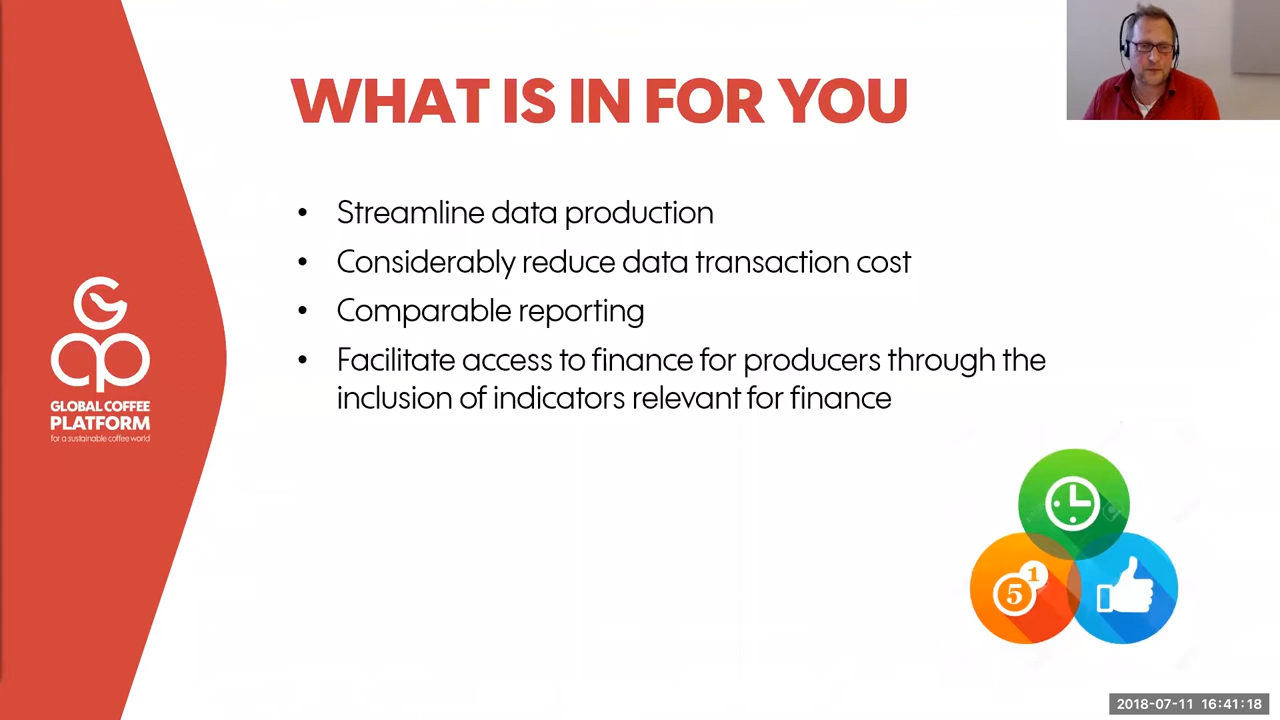 WHAT IS IN FOR YOU
• Streamline data production
• Considerably reduce data transaction cost
• Comparable reporting
• Facilitate access to finance for producers through the
inclusion of indicators relevant for finance
GCP
GLOBAL COFFEE
PLATFORM
for a sustainable coffee world
5 1
2018-07-11 16:41:18